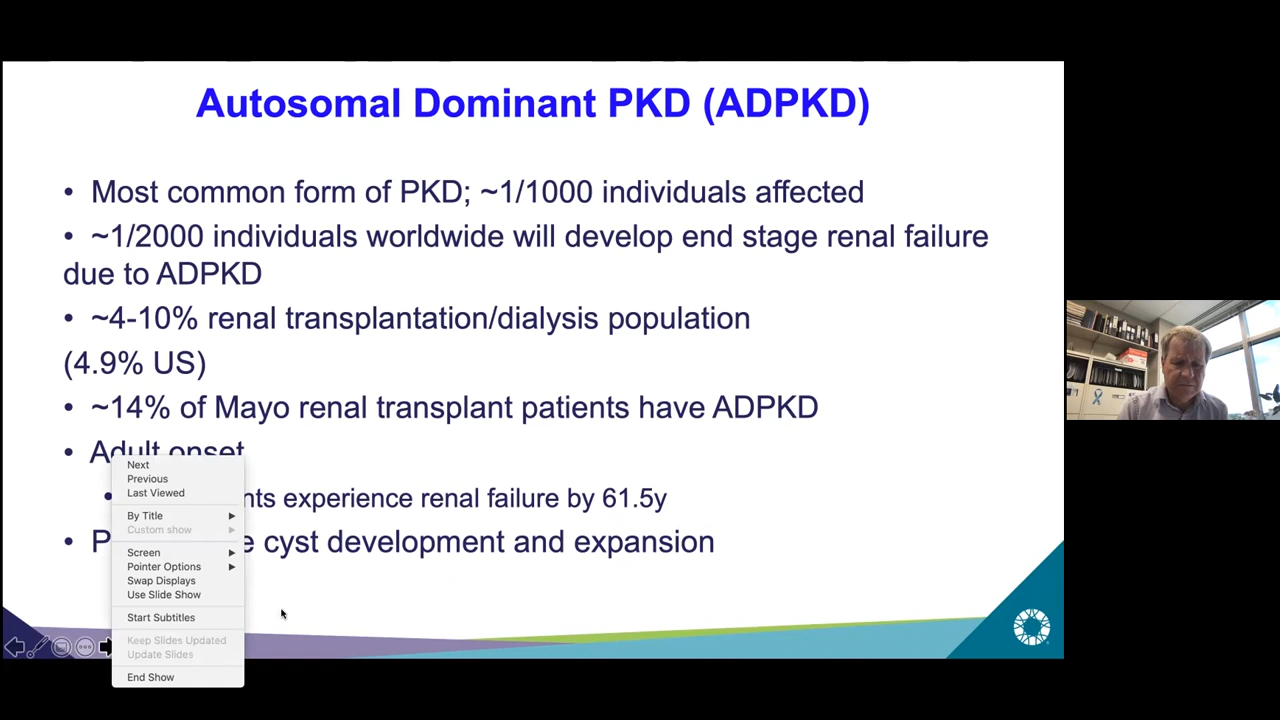 Autosomal Dominant PKD (ADPKD)
• Most common form of PKD; ~1/1000 individuals affected
• ~1/2000 individuals worldwide will develop end stage renal failure
due to ADPKD
• ~4-10% renal transplantation/dialysis population
(4.9% US)
• ~14% of Mayo renal transplant patients have ADPKD
• Adult onset
• experience renal failure by 61.5y
• cyst development and expansion
Next
Previous
Last Viewed
By Title
Custom show
Screen
Pointer Options
Swap Displays
Use Slide Show
Start Subtitles
Keep Slides Updated
Update Slides
End Show